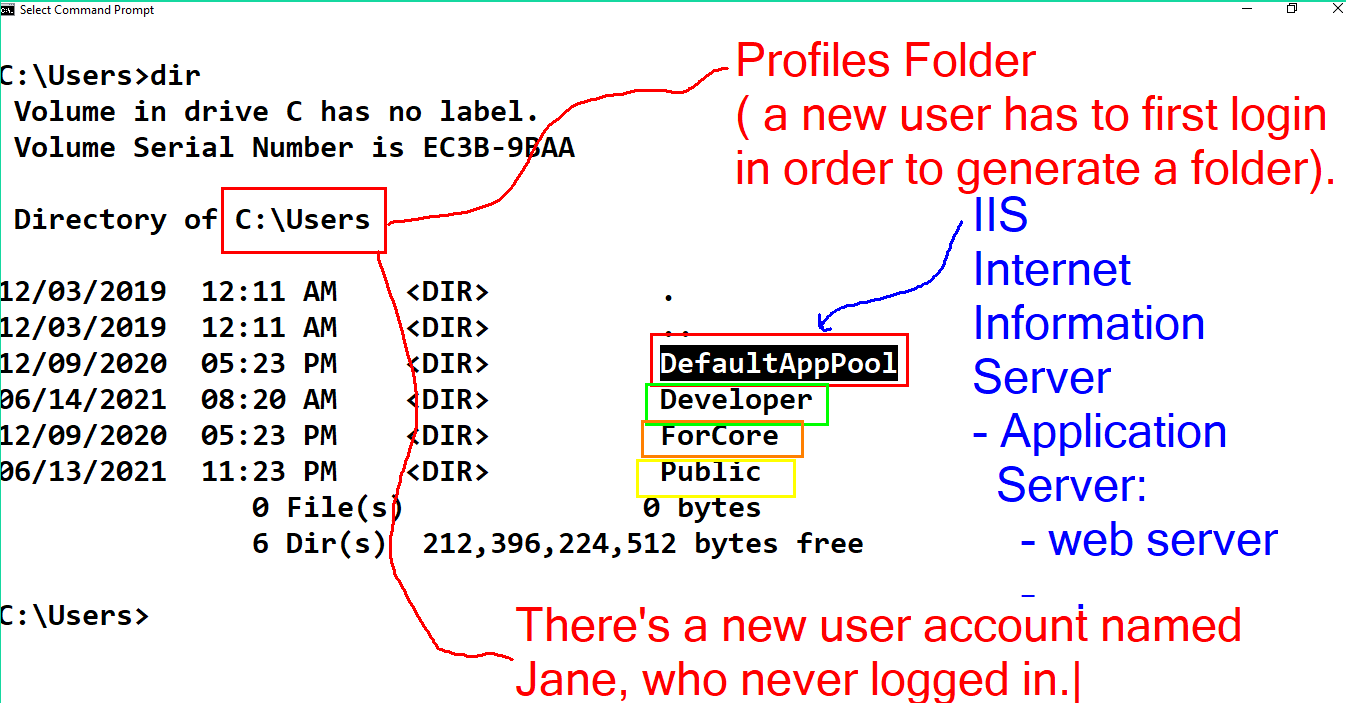 Select Command Prompt
C:\Users>dir
Volume in drive C has no label.
Volume Serial Number is EC3B-9BAA
Directory of C:\Users
12/03/2019 12:11 AM <DIR> .
12/03/2019 12:11 AM <DIR> ..
12/09/2020 05:23 PM <DIR> DefaultAppPool
06/14/2021 08:20 AM <DIR> Developer
12/09/2020 05:23 PM <DIR> ForCore
06/13/2021 11:23 PM <DIR> Public
0 File(s) 0 bytes
6 Dir(s) 212,396,224,512 bytes free
C:\Users>
Profiles Folder
( a new user has to first login
in order to generate a folder).
IIS
Internet
Information
Server
- Application
Server:
- web server
-
There's a new user account named
Jane, who never logged in.